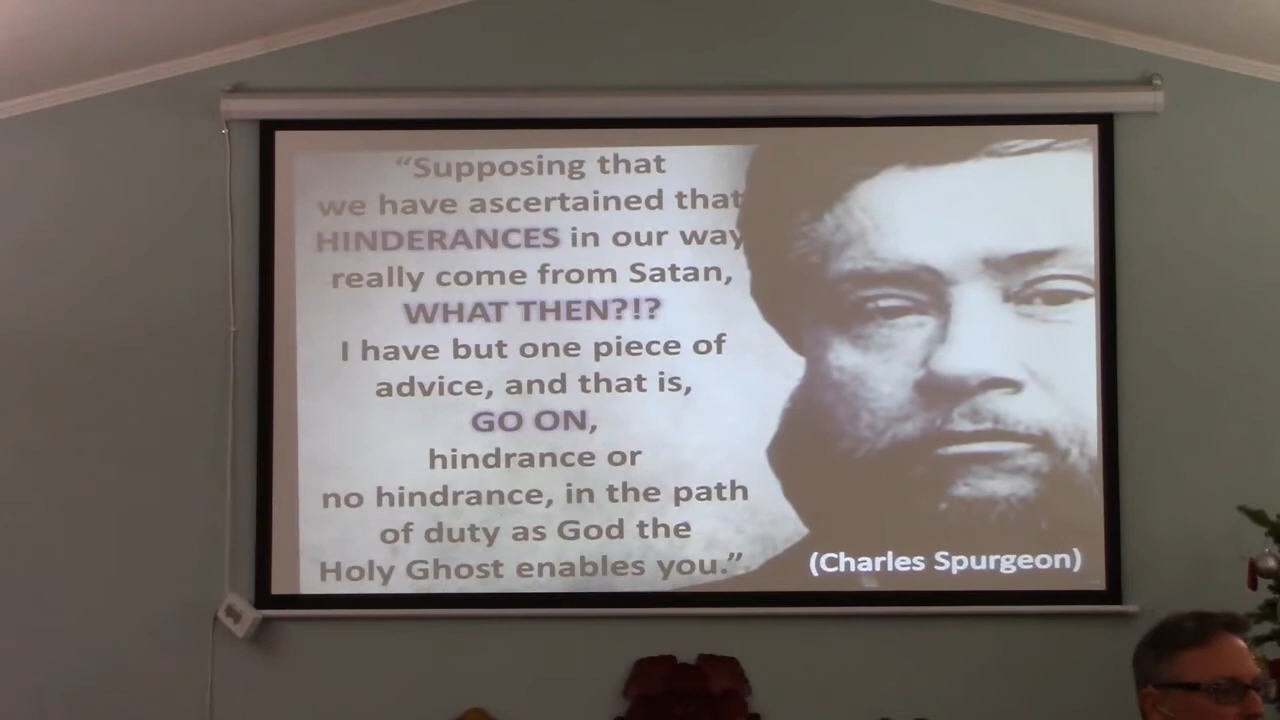 “Supposing that
we have ascertained that
HINDERANCES in our way
really come from Satan,
WHAT THEN?!?
I have but one piece of
advice, and that is,
GO ON,
hindrance or
no hindrance, in the path
of duty as God the
Holy Ghost enables you.”
(Charles Spurgeon)